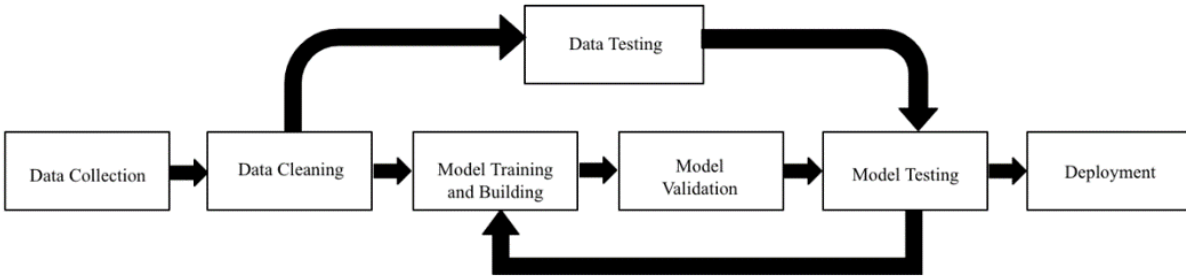 Data Testing
Data Collection
Data Cleaning
Model Training
and Building
Model
Validation
Model Testing
Deployment